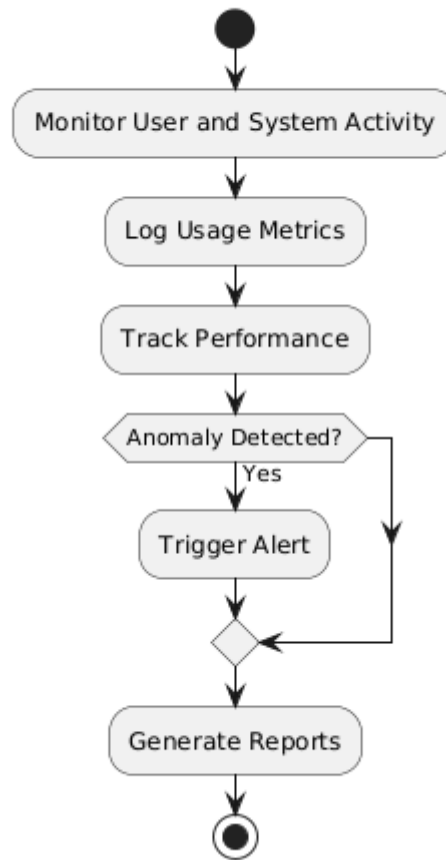 Monitor User and System Activity
Log Usage Metrics
Track Performance
Anomaly Detected?
Yes
Trigger Alert
Generate Reports